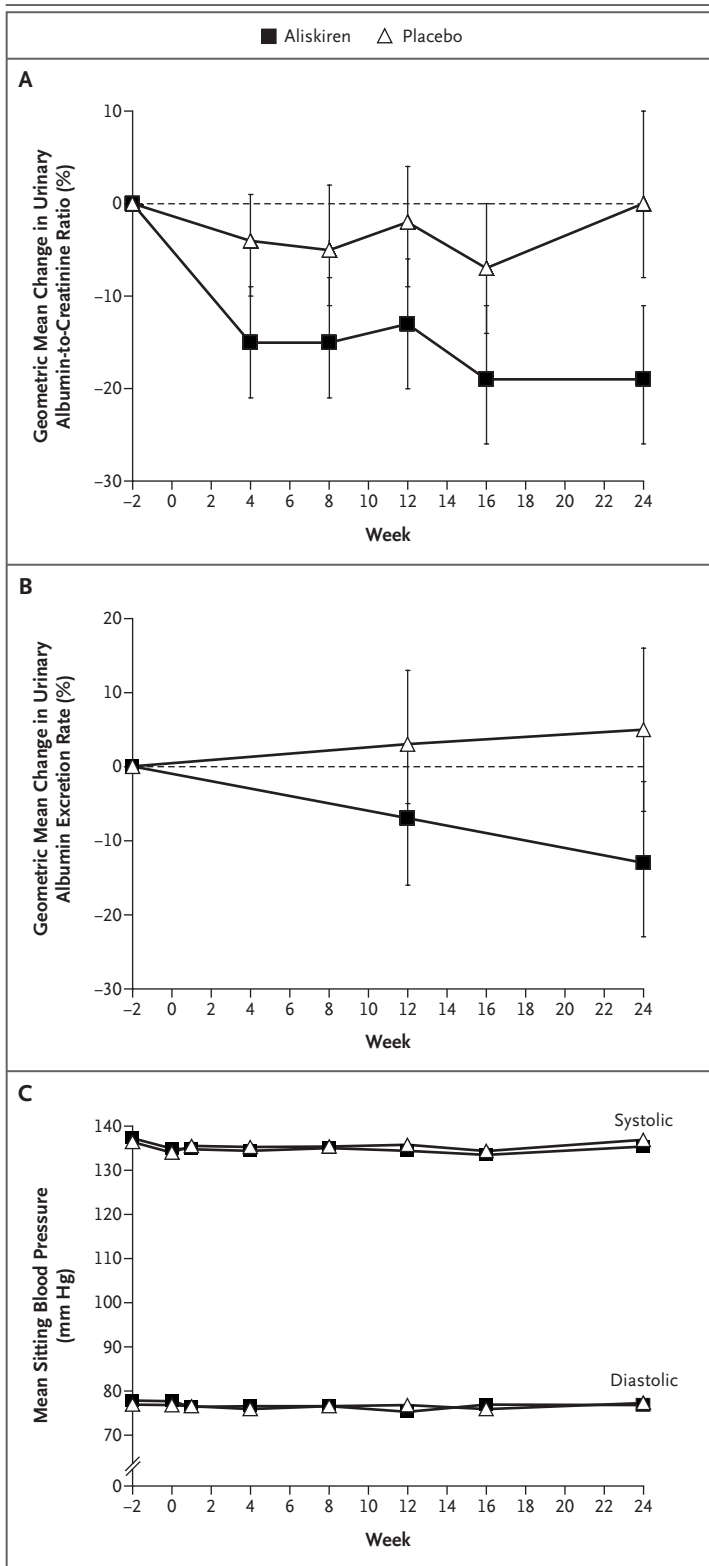 Aliskiren Placebo
A
Geometric Mean Change in Urinary
Albumin-to-Creatinine Ratio (%)
10
0
−10
−20
−30
−2 0 2 4 6 8 10 12 14 16 18 20 22 24
Week
B
Geometric Mean Change in Urinary
Albumin Excretion Rate (%)
20
10
0
−10
−20
−30
−2 0 2 4 6 8 10 12 14 16 18 20 22 24
Week
C
Mean Sitting Blood Pressure
(mm Hg)
140
130
120
110
100
90
80
70
0
Systolic
Diastolic
−2 0 2 4 6 8 10 12 14 16 18 20 22 24
Week